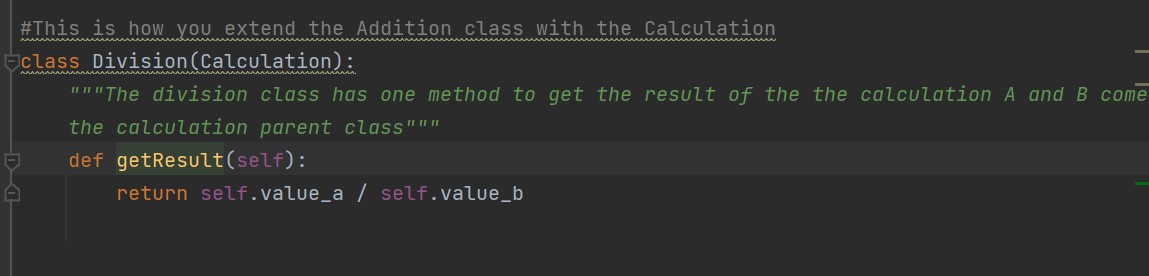 #This is how you extend the Addition class with the Calculation
class Division(Calculation):
"""The division class has one method to get the result of the the calculation A and B come
the calculation parent class"""
def getResult(self):
return self.value_a / self.value_b